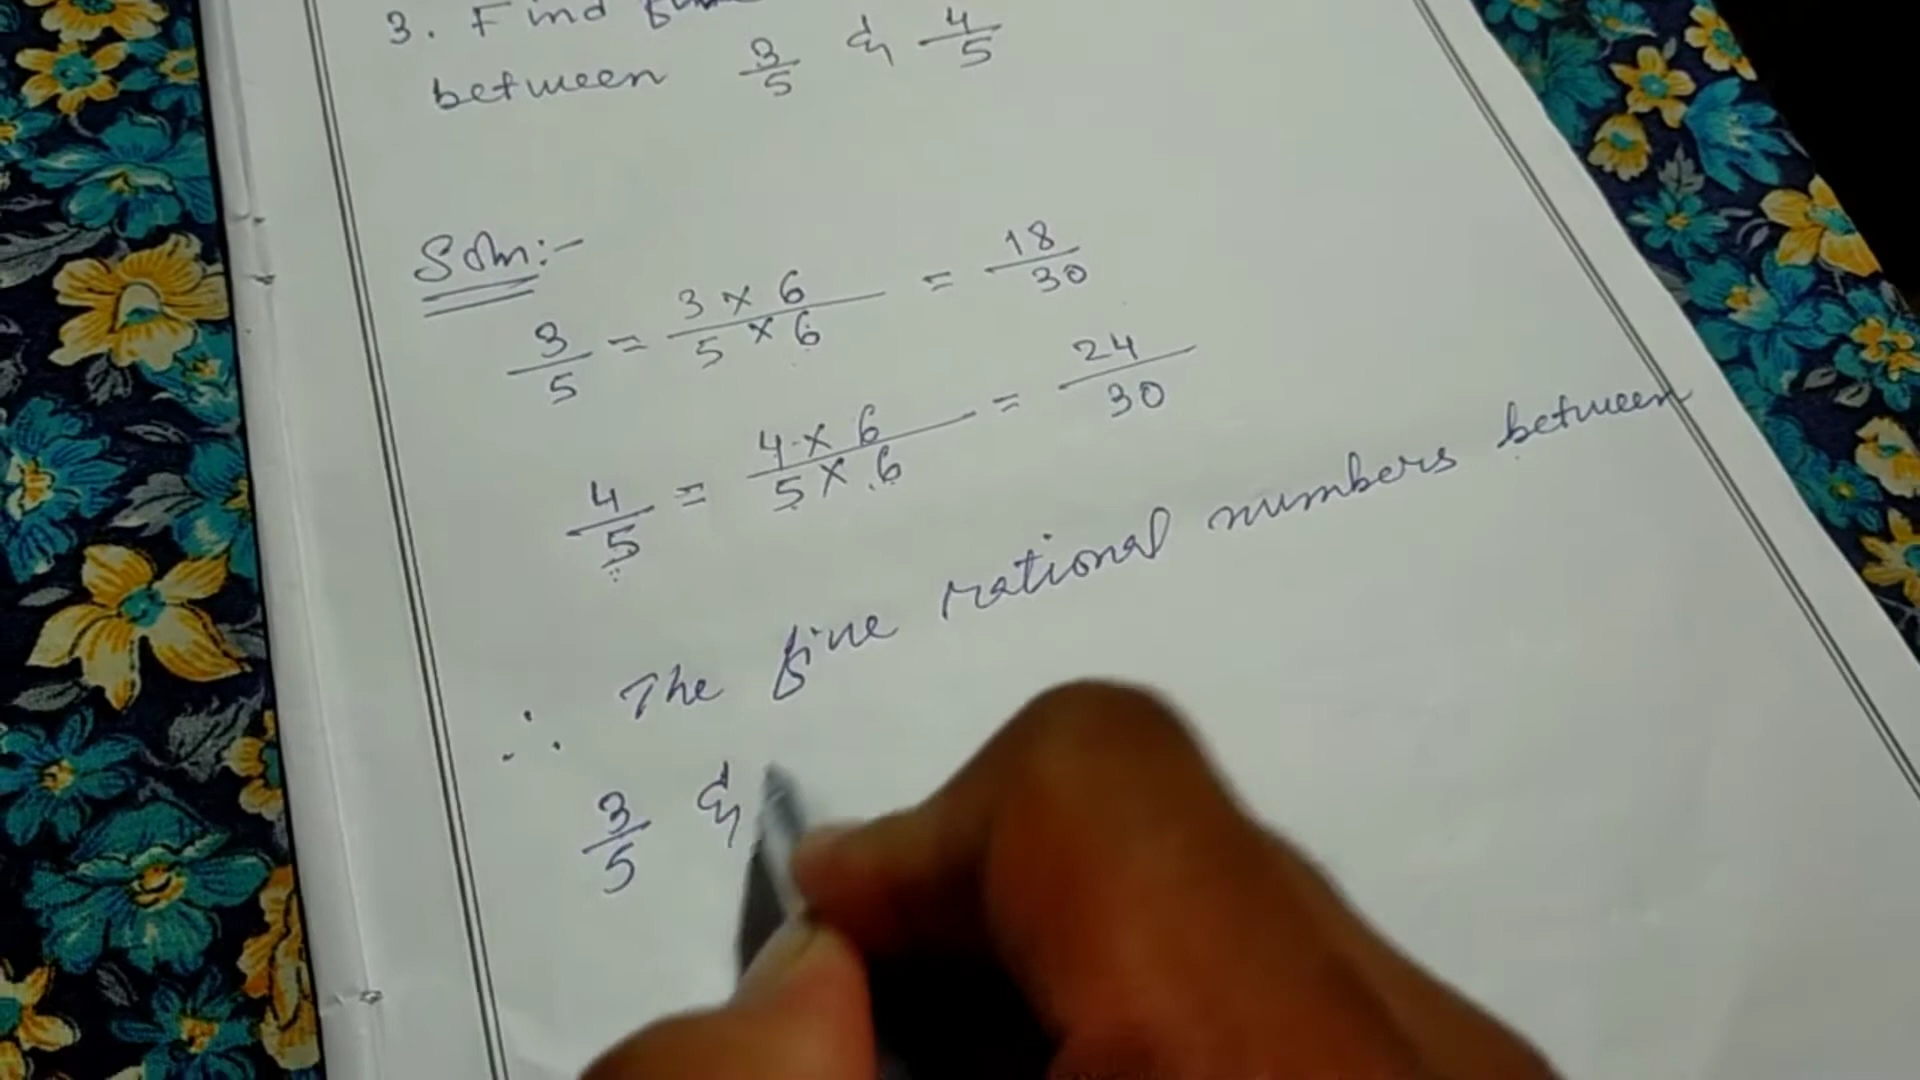 3. Find
between 3/5 & 4/5
Soln:-
3/5 = 3 × 6 / 5 × 6 = 18/30
4/5 = 4 × 6 / 5 × 6 = 24/30
∴ The five rational numbers between
3/5 &